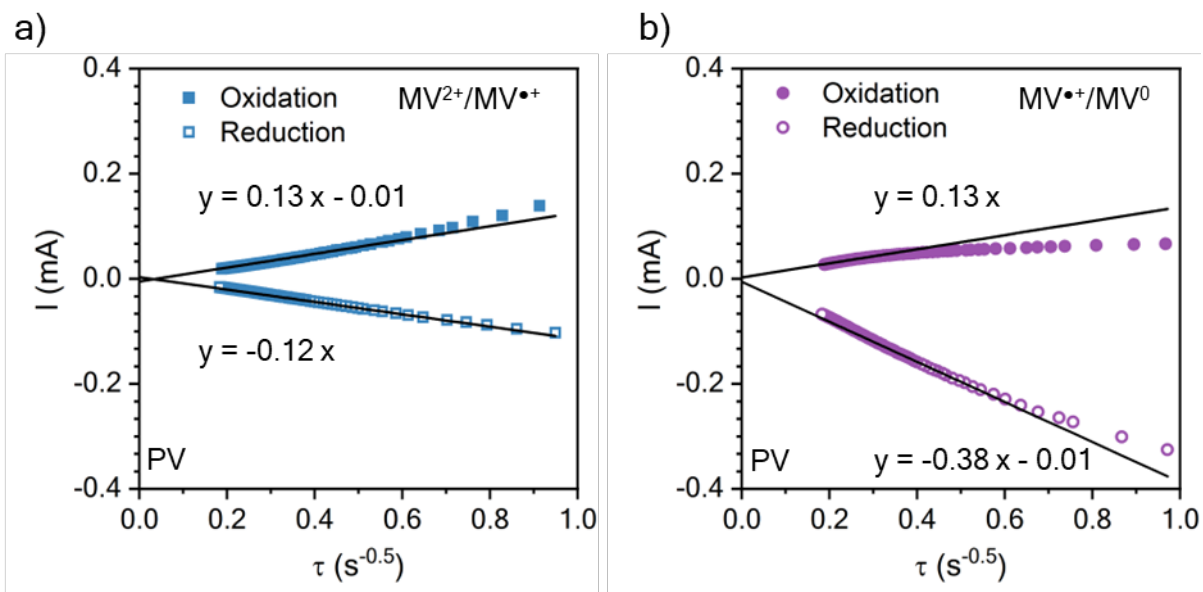 a)
0.4
0.2
0.0
-0.2
-0.4
I (mA)
Oxidation
Reduction
MV²⁺/MV•⁺
y = 0.13 x - 0.01
y = -0.12 x
PV
0.0 0.2 0.4 0.6 0.8 1.0
τ (s⁻⁰·⁵)
b)
0.4
0.2
0.0
-0.2
-0.4
I (mA)
Oxidation
Reduction
MV•⁺/MV⁰
y = 0.13 x
y = -0.38 x - 0.01
PV
0.0 0.2 0.4 0.6 0.8 1.0
τ (s⁻⁰·⁵)